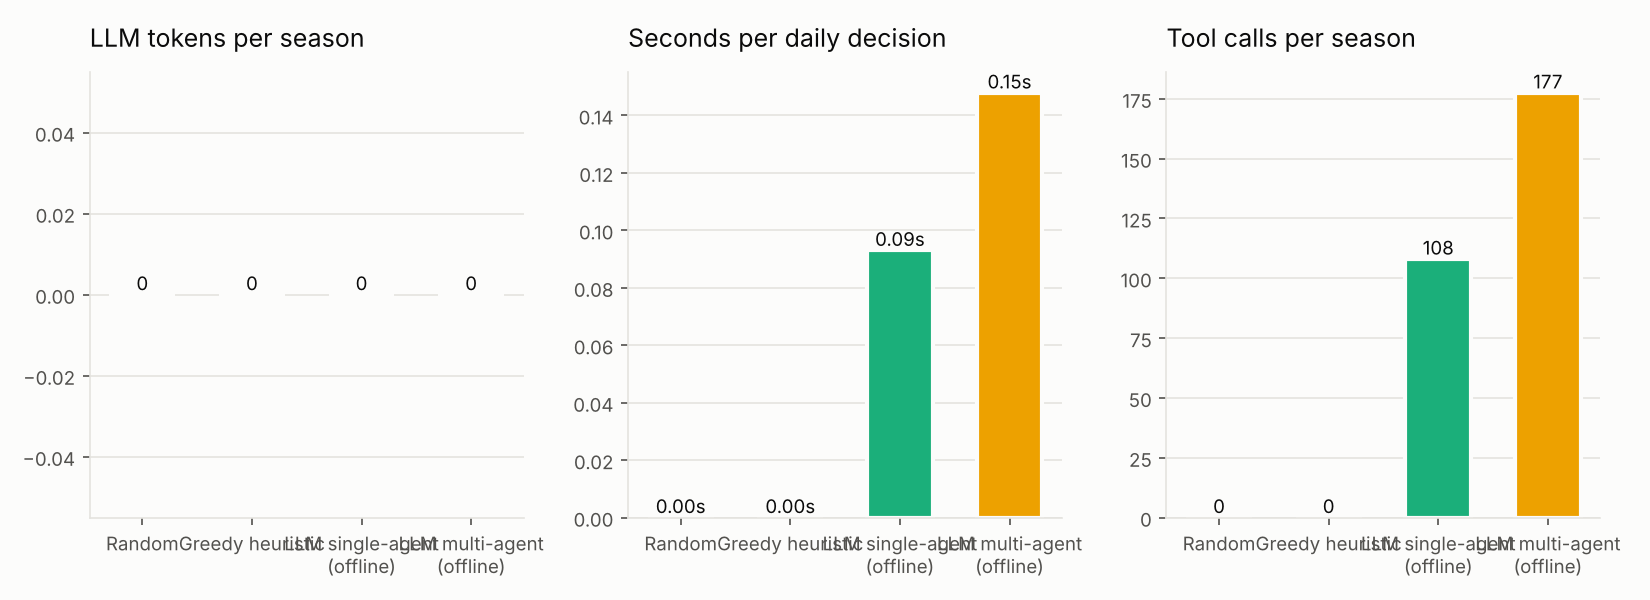 LLM tokens per season
0.04
0.02
0.00
−0.02
−0.04
0
0
0
0
Random
Greedy heuristic
LLM single-agent
(offline)
LLM multi-agent
(offline)
Seconds per daily decision
0.14
0.12
0.10
0.08
0.06
0.04
0.02
0.00
0.00s
0.00s
0.09s
0.15s
Random
Greedy heuristic
LLM single-agent
(offline)
LLM multi-agent
(offline)
Tool calls per season
175
150
125
100
75
50
25
0
0
0
108
177
Random
Greedy heuristic
LLM single-agent
(offline)
LLM multi-agent
(offline)